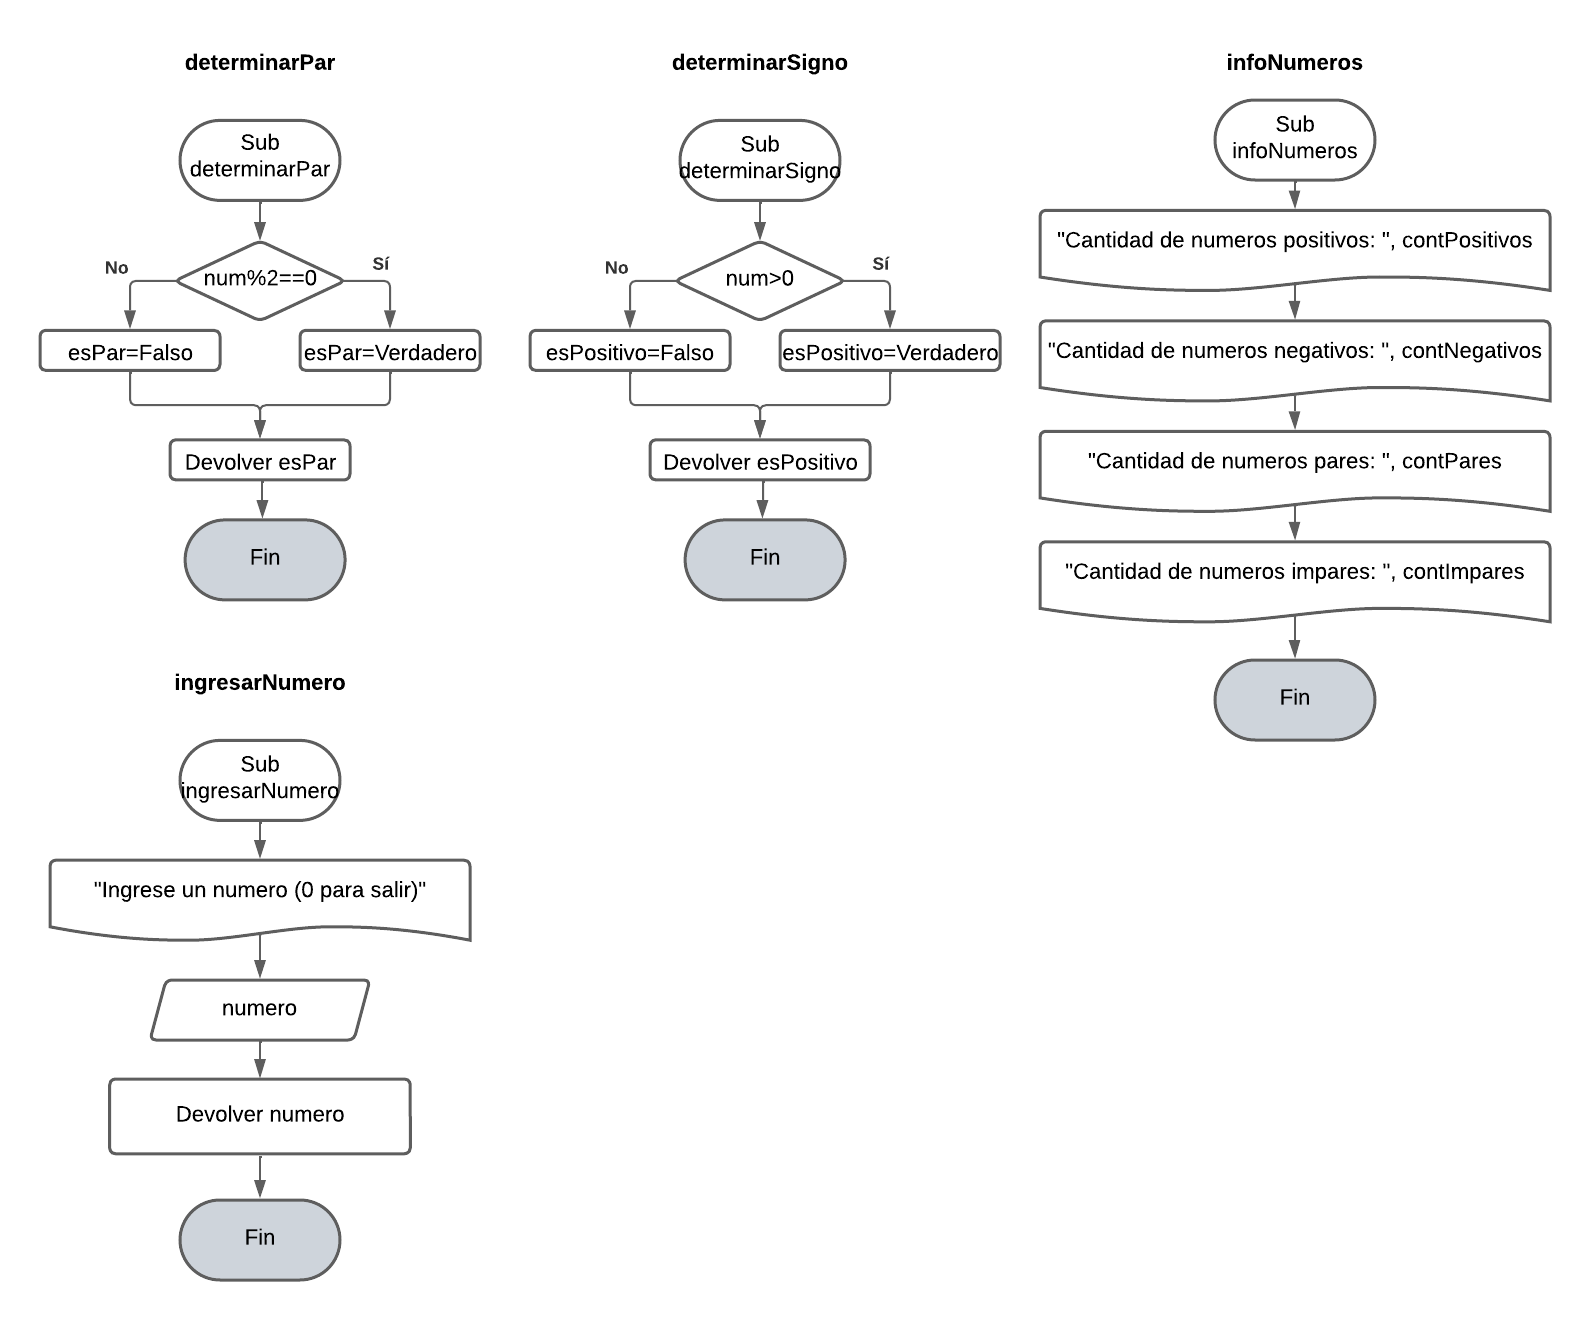 determinarPar
Sub
determinarPar
num%2==0
No
Sí
esPar=Falso
esPar=Verdadero
Devolver esPar
Fin
determinarSigno
Sub
determinarSigno
num>0
No
Sí
esPositivo=Falso
esPositivo=Verdadero
Devolver esPositivo
Fin
infoNumeros
Sub
infoNumeros
"Cantidad de numeros positivos: ", contPositivos
"Cantidad de numeros negativos: ", contNegativos
"Cantidad de numeros pares: ", contPares
"Cantidad de numeros impares: ", contImpares
Fin
ingresarNumero
Sub
ingresarNumero
"Ingrese un numero (0 para salir)"
numero
Devolver numero
Fin